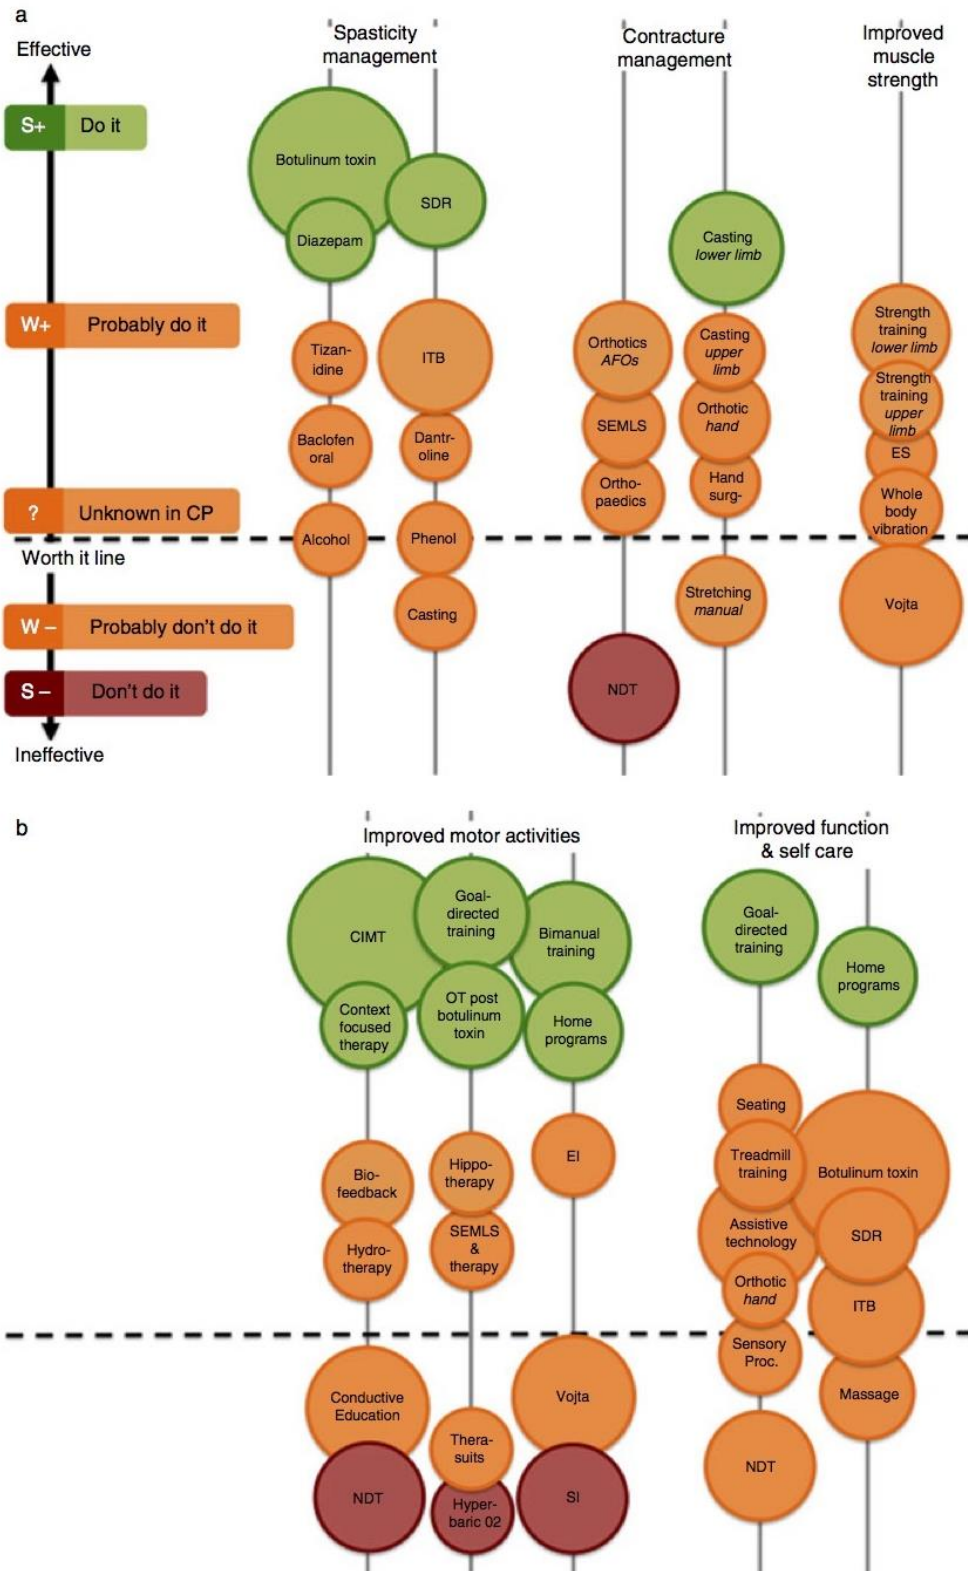 a
Effective
S+ Do it
W+ Probably do it
? Unknown in CP
Worth it line
W – Probably don't do it
S – Don't do it
Ineffective
Spasticity
management
Botulinum toxin
Diazepam
SDR
Tizan-
idine
ITB
Baclofen
oral
Dantr-
oline
Alcohol
Phenol
Casting
Contracture
management
Casting
lower limb
Orthotics
AFOs
Casting
upper
limb
SEMLS
Orthotic
hand
Ortho-
paedics
Hand
surg-
Stretching
manual
NDT
Improved
muscle
strength
Strength
training
lower limb
Strength
training
upper
limb
ES
Whole
body
vibration
Vojta
b
Improved motor activities
CIMT
Goal-
directed
training
Bimanual
training
Context
focused
therapy
OT post
botulinum
toxin
Home
programs
Bio-
feedback
Hippo-
therapy
EI
Hydro-
therapy
SEMLS
&
therapy
Conductive
Education
Vojta
Thera-
suits
NDT
Hyper-
baric 02
SI
Improved function
& self care
Goal-
directed
training
Home
programs
Seating
Treadmill
training
Botulinum toxin
Assistive
technology
SDR
Orthotic
hand
ITB
Sensory
Proc.
Massage
NDT